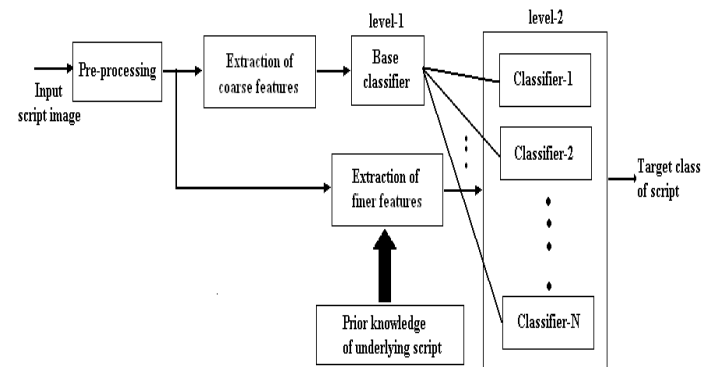 level-1
level-2
Input
script image
Pre-processing
Extraction of
coarse features
Base
classifier
Classifier-1
Classifier-2
Classifier-N
Extraction of
finer features
Prior knowledge
of underlying script
Target class
of script